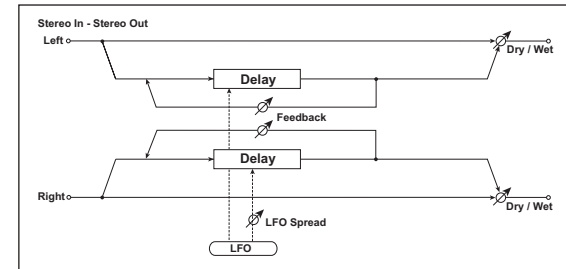 Stereo In - Stereo Out
Left
Dry / Wet
Delay
Feedback
Delay
Right
Dry / Wet
LFO Spread
LFO